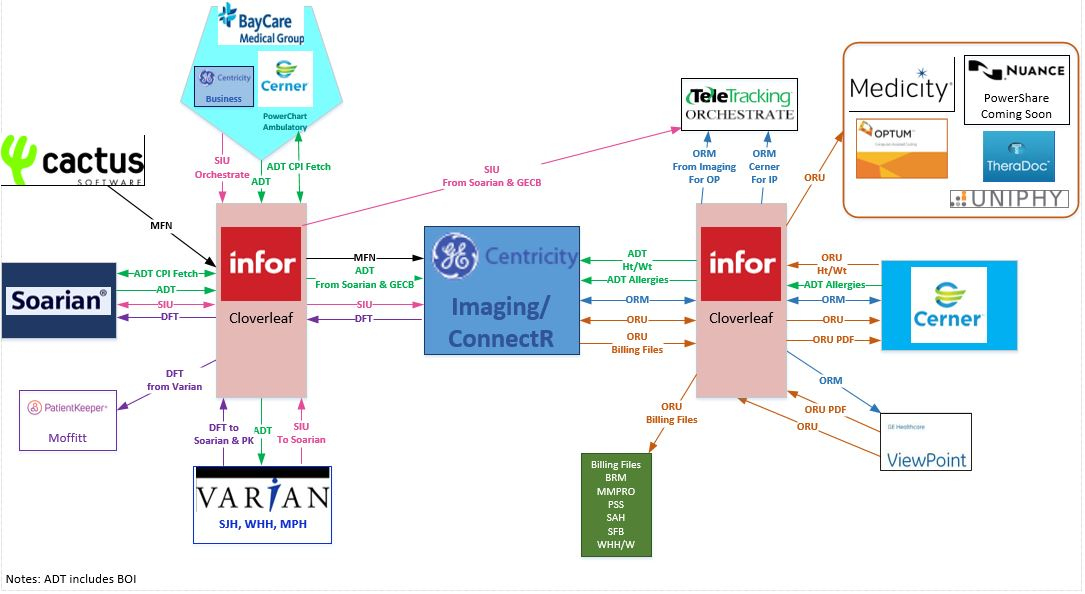 BayCare
Medical Group
GE Centricity
Business
Cerner
PowerChart
Ambulatory
cactus
SOFTWARE
MFN
SIU
Orchestrate
ADT
ADT CPI Fetch
SIU
From Soarian & GECB
TeleTracking
ORCHESTRATE
ORM
From Imaging
For OP
ORM
Cerner
For IP
ORU
Medicity
NUANCE
PowerShare
Coming Soon
OPTUM
TheraDoc
UNIPHY
Soarian®
ADT CPI Fetch
ADT
SIU
DFT
infor
Cloverleaf
MFN
ADT
From Soarian & GECB
SIU
DFT
GE Centricity
Imaging/
ConnectR
ADT
Ht/Wt
ADT Allergies
ORM
ORU
ORU
Billing Files
infor
Cloverleaf
ORU
Ht/Wt
ADT Allergies
ORM
ORU
ORU PDF
Cerner
DFT
from Varian
PatientKeeper
Moffitt
DFT to
Soarian & PK
ADT
SIU
To Soarian
VARIAN
SJH, WHH, MPH
ORU
Billing Files
Billing Files
BRM
MMPRO
PSS
SAH
SFB
WHH/W
ORM
ORU PDF
ORU
GE Healthcare
ViewPoint
Notes: ADT includes BOI